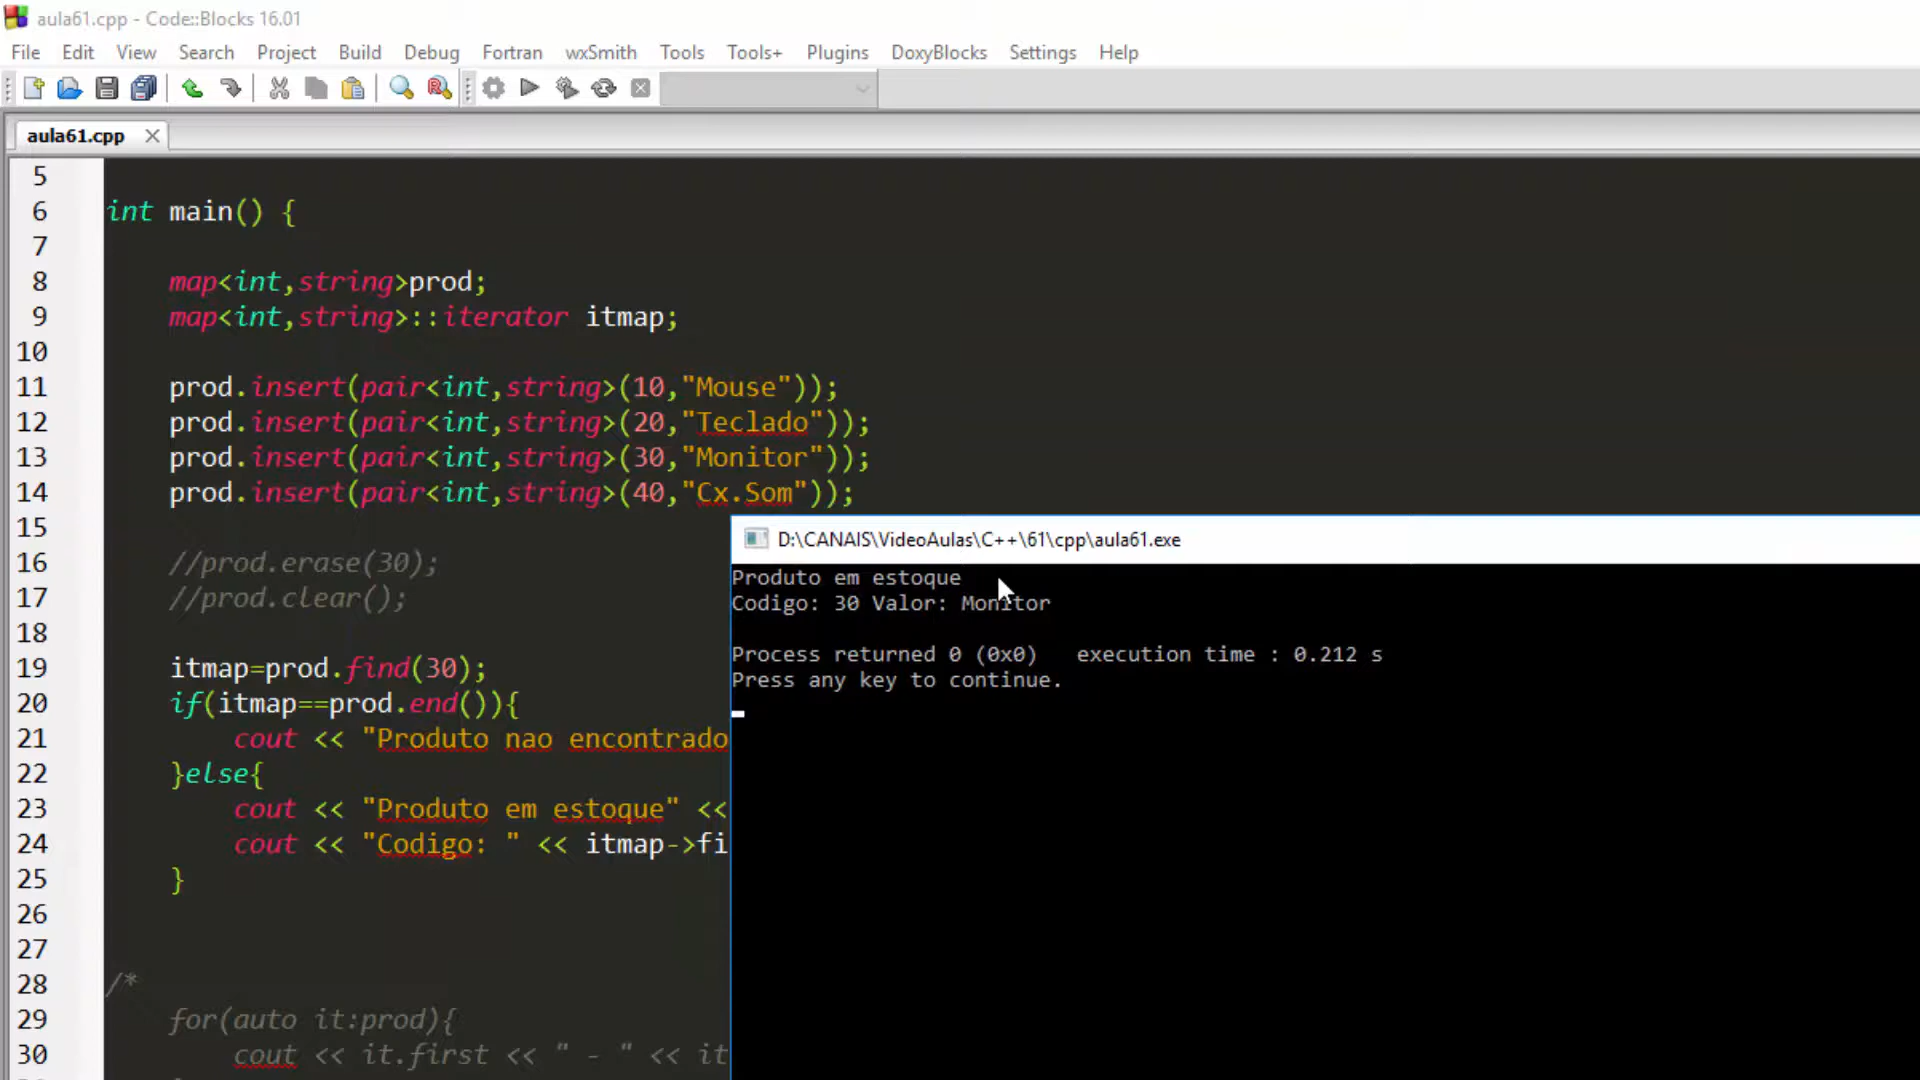 aula61.cpp - Code::Blocks 16.01
File Edit View Search Project Build Debug Fortran wxSmith Tools Tools+ Plugins DoxyBlocks Settings Help
aula61.cpp
5
6 int main() {
7
8 map<int,string>prod;
9 map<int,string>::iterator itmap;
10
11 prod.insert(pair<int,string>(10,"Mouse"));
12 prod.insert(pair<int,string>(20,"Teclado"));
13 prod.insert(pair<int,string>(30,"Monitor"));
14 prod.insert(pair<int,string>(40,"Cx.Som"));
15
16 //prod.erase(30);
17 //prod.clear();
18
19 itmap=prod.find(30);
20 if(itmap==prod.end()){
21 cout << "Produto nao encontrado
22 }else{
23 cout << "Produto em estoque" <<
24 cout << "Codigo: " << itmap->fi
25 }
26
27
28 /*
29 for(auto it:prod){
30 cout << it.first << " - " << it
D:\CANAIS\VideoAulas\C++\61\cpp\aula61.exe
Produto em estoque
Codigo: 30 Valor: Monitor
Process returned 0 (0x0) execution time : 0.212 s
Press any key to continue.